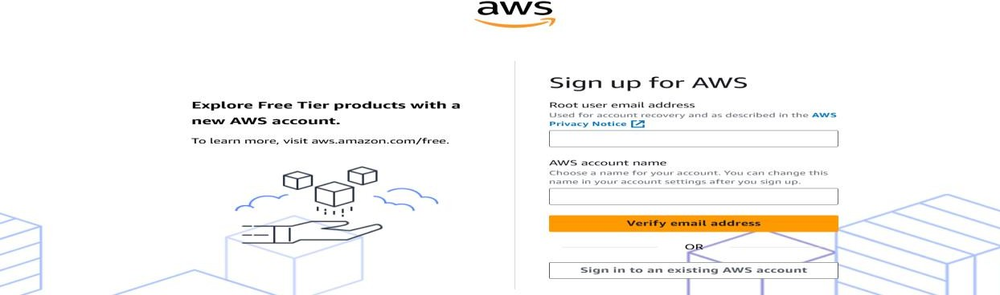 aws
Explore Free Tier products with a
new AWS account.
To learn more, visit aws.amazon.com/free.
Sign up for AWS
Root user email address
Used for account recovery and as described in the AWS
Privacy Notice
AWS account name
Choose a name for your account. You can change this
name in your account settings after you sign up.
Verify email address
OR
Sign in to an existing AWS account